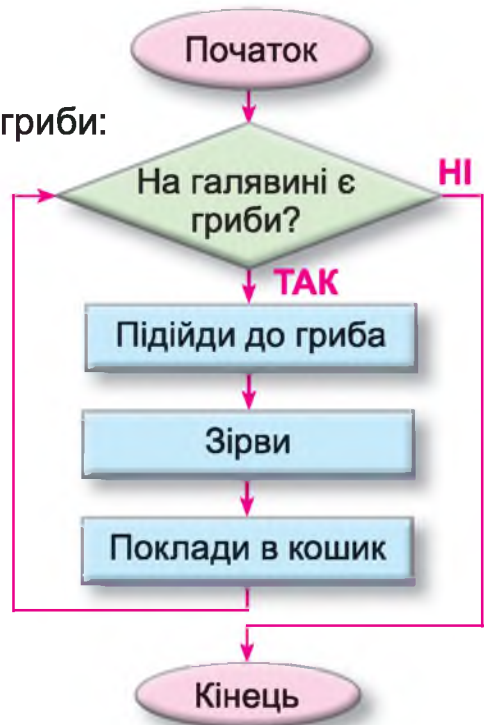 Початок
гриби:
На галявині є
гриби?
НІ
ТАК
Підійди до гриба
Зірви
Поклади в кошик
Кінець